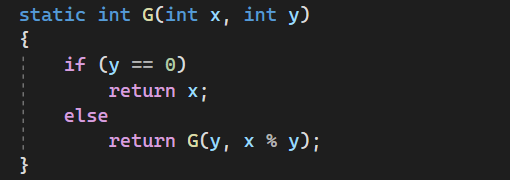 static int G(int x, int y)
{
    if (y == 0)
        return x;
    else
        return G(y, x % y);
}